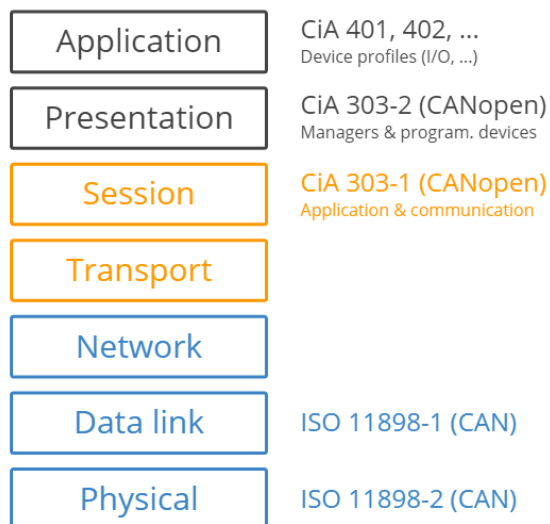 Application
CiA 401, 402, ...
Device profiles (I/O, ...)
Presentation
CiA 303-2 (CANopen)
Managers & program. devices
Session
CiA 303-1 (CANopen)
Application & communication
Transport
Network
Data link
ISO 11898-1 (CAN)
Physical
ISO 11898-2 (CAN)